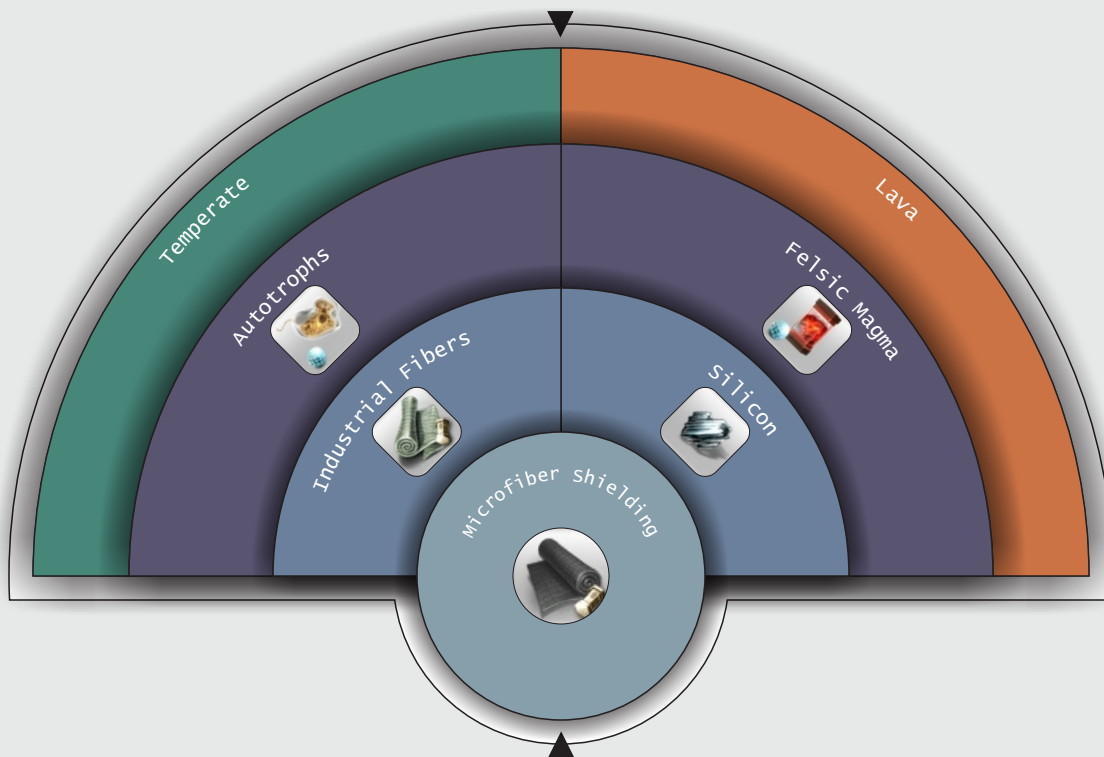 Temperate
Lava
Autotrophs
Felsic Magma
Industrial Fibers
Silicon
Microfiber Shielding